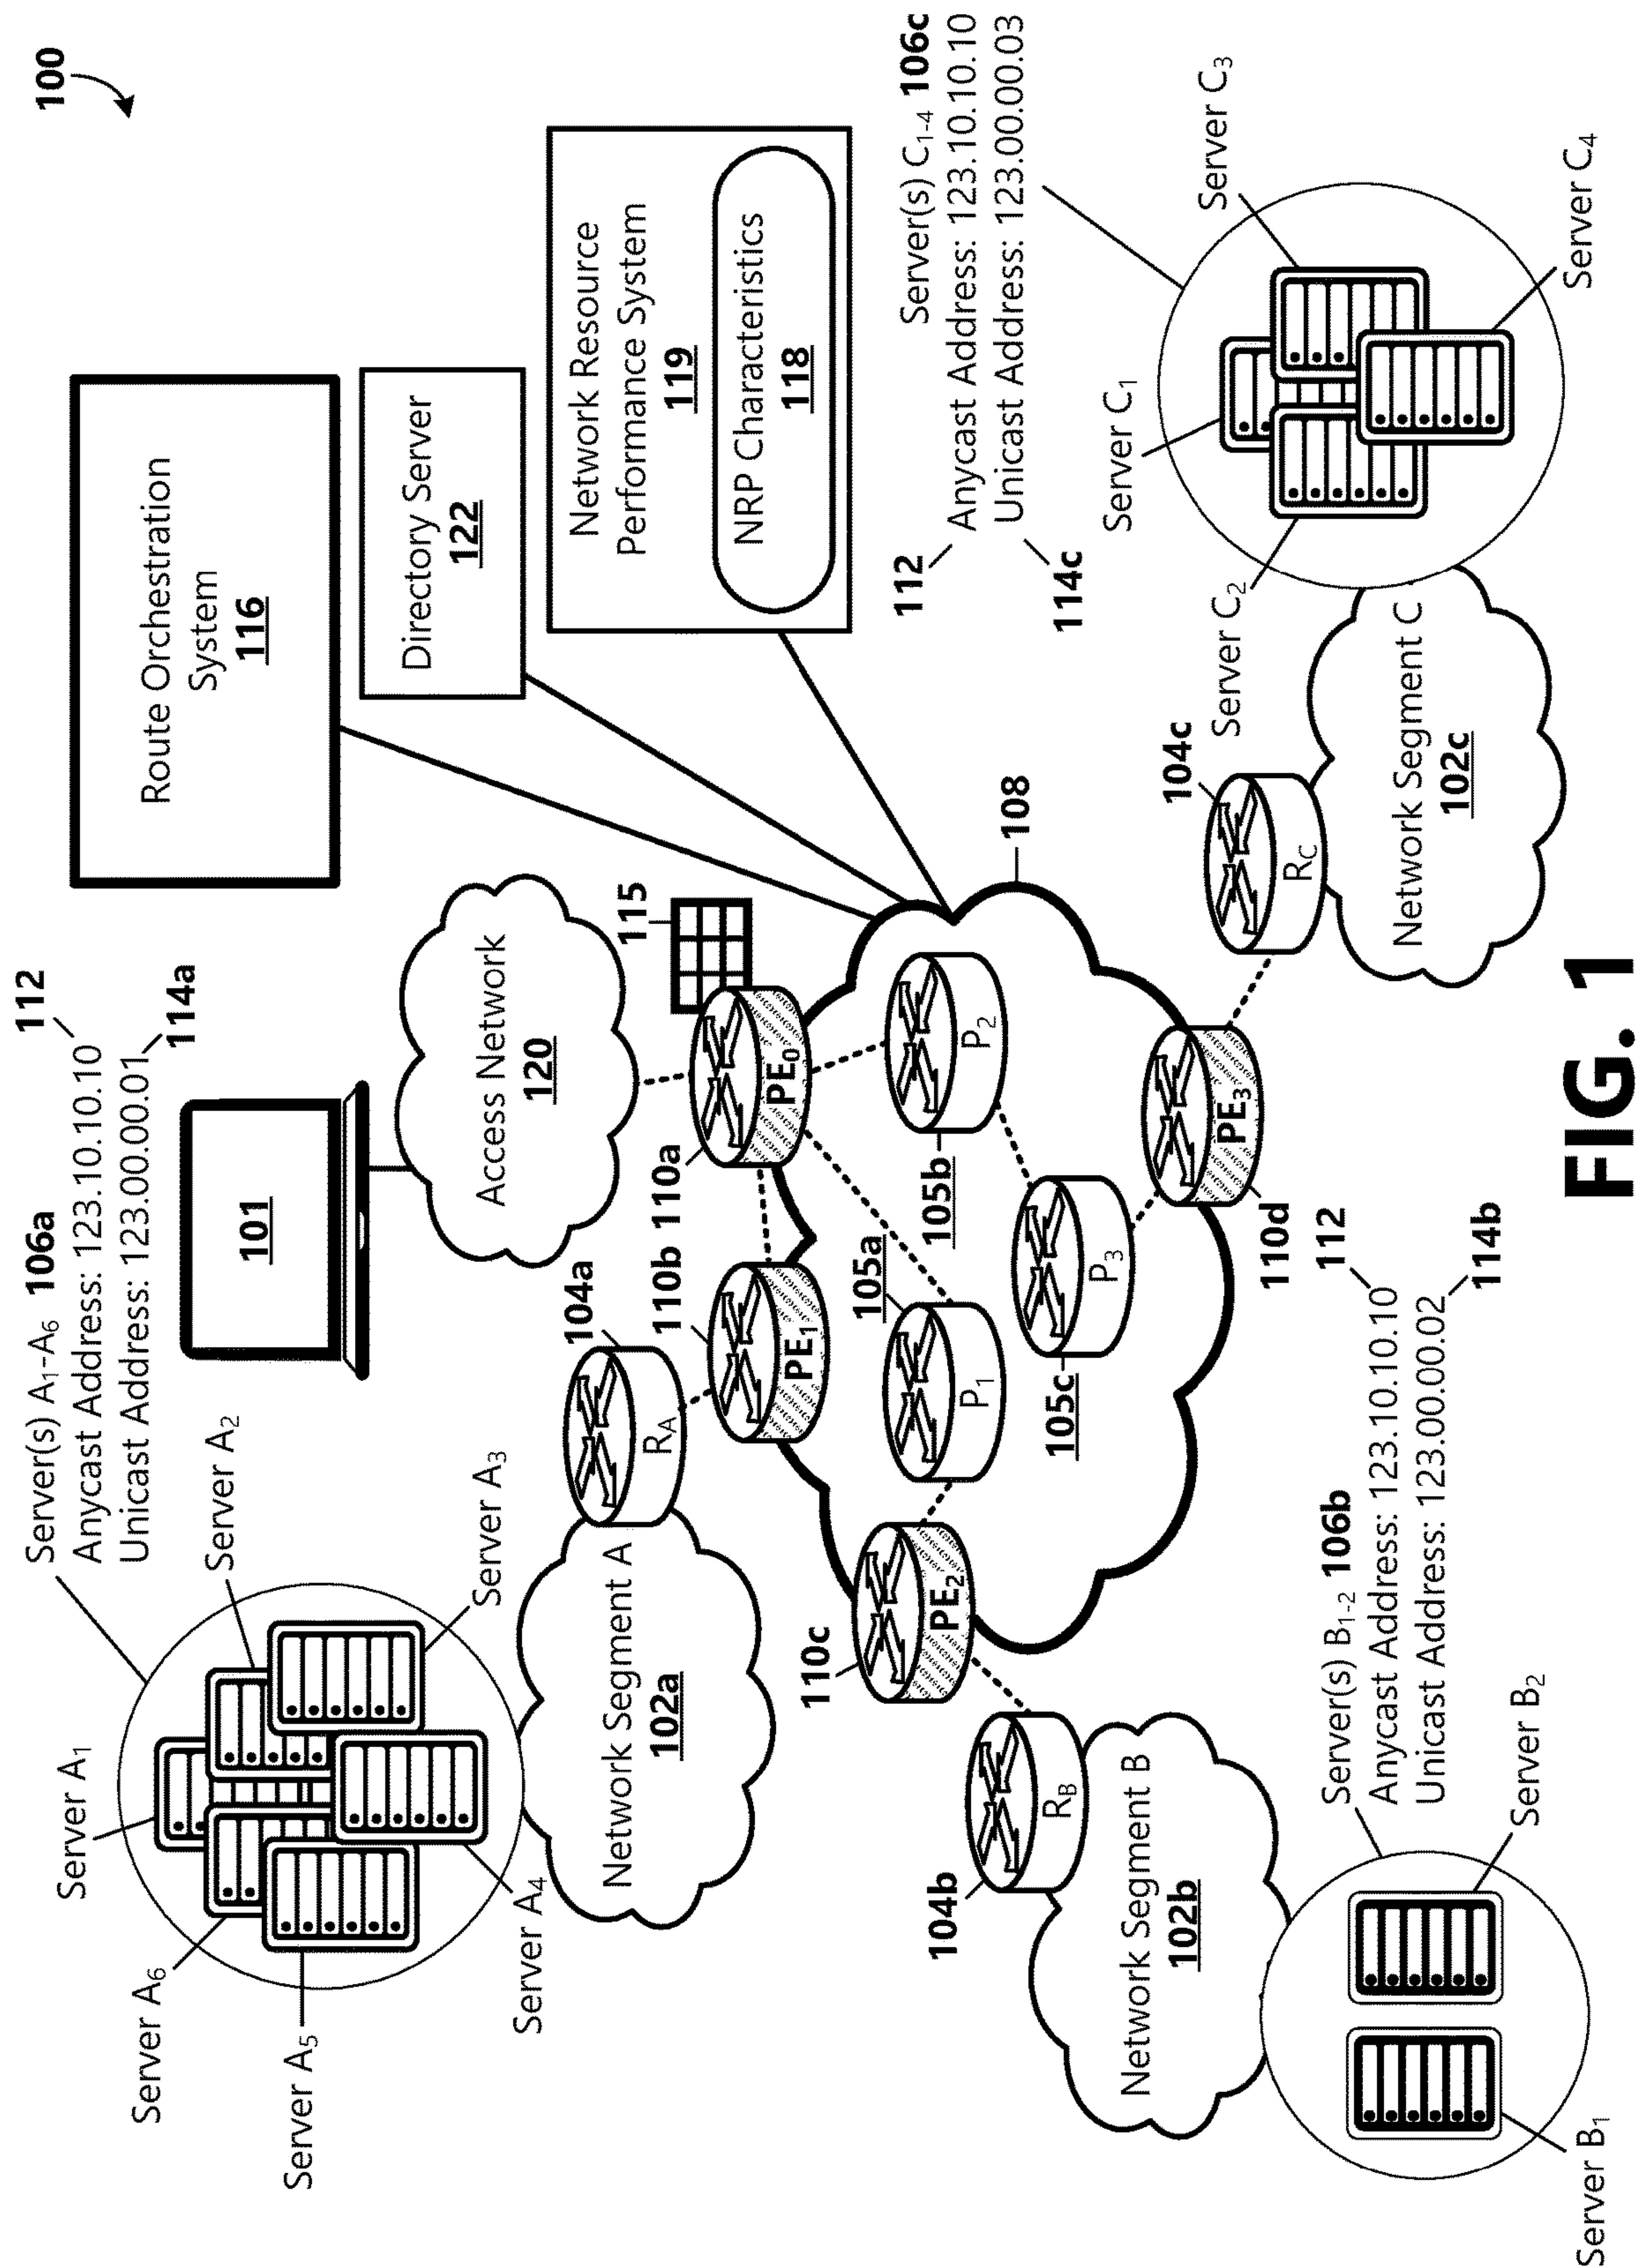 100
Server(s) A1-A6 106a
Anycast Address: 123.10.10.10
112
Unicast Address: 123.00.00.01
114a
Server A1
Server A2
Server A3
Server A4
Server A5
Server A6
101
Route Orchestration
System
116
Directory Server
122
Network Resource
Performance System
119
NRP Characteristics
118
Access Network
120
115
Network Segment A
102a
104a
RA
110b
110a
PE1
PE0
108
110c
PE2
105a
P1
105b
P2
105c
P3
110d
PE3
104b
RB
Network Segment B
102b
104c
RC
Network Segment C
102c
Server(s) C1-4 106c
112
Anycast Address: 123.10.10.10
Unicast Address: 123.00.00.03
114c
Server C1
Server C2
Server C3
Server C4
Server(s) B1-2 106b
Anycast Address: 123.10.10.10
112
Unicast Address: 123.00.00.02
114b
Server B1
Server B2
FIG. 1